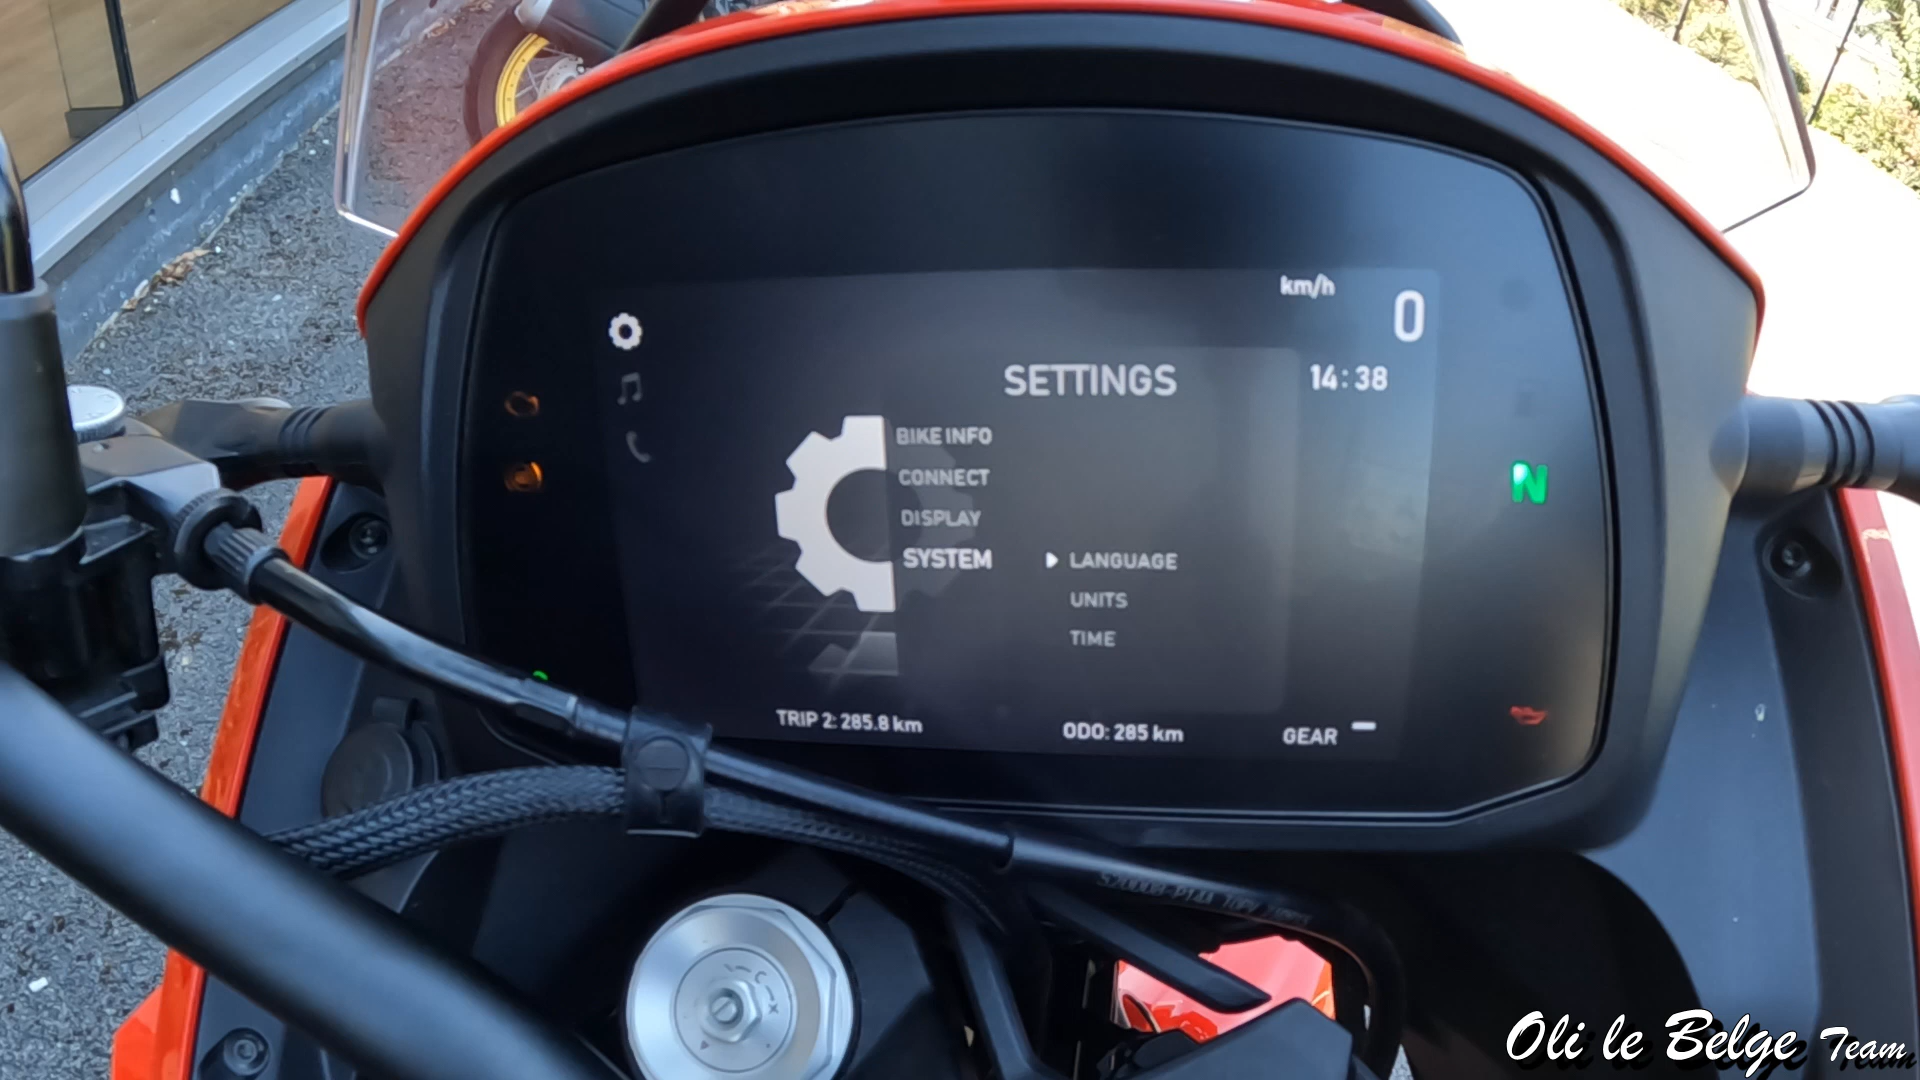 km/h
0
SETTINGS
14:38
BIKE INFO
CONNECT
DISPLAY
SYSTEM
LANGUAGE
UNITS
TIME
N
TRIP 2: 285.8 km
ODO: 285 km
GEAR –
Oli le Belge Team